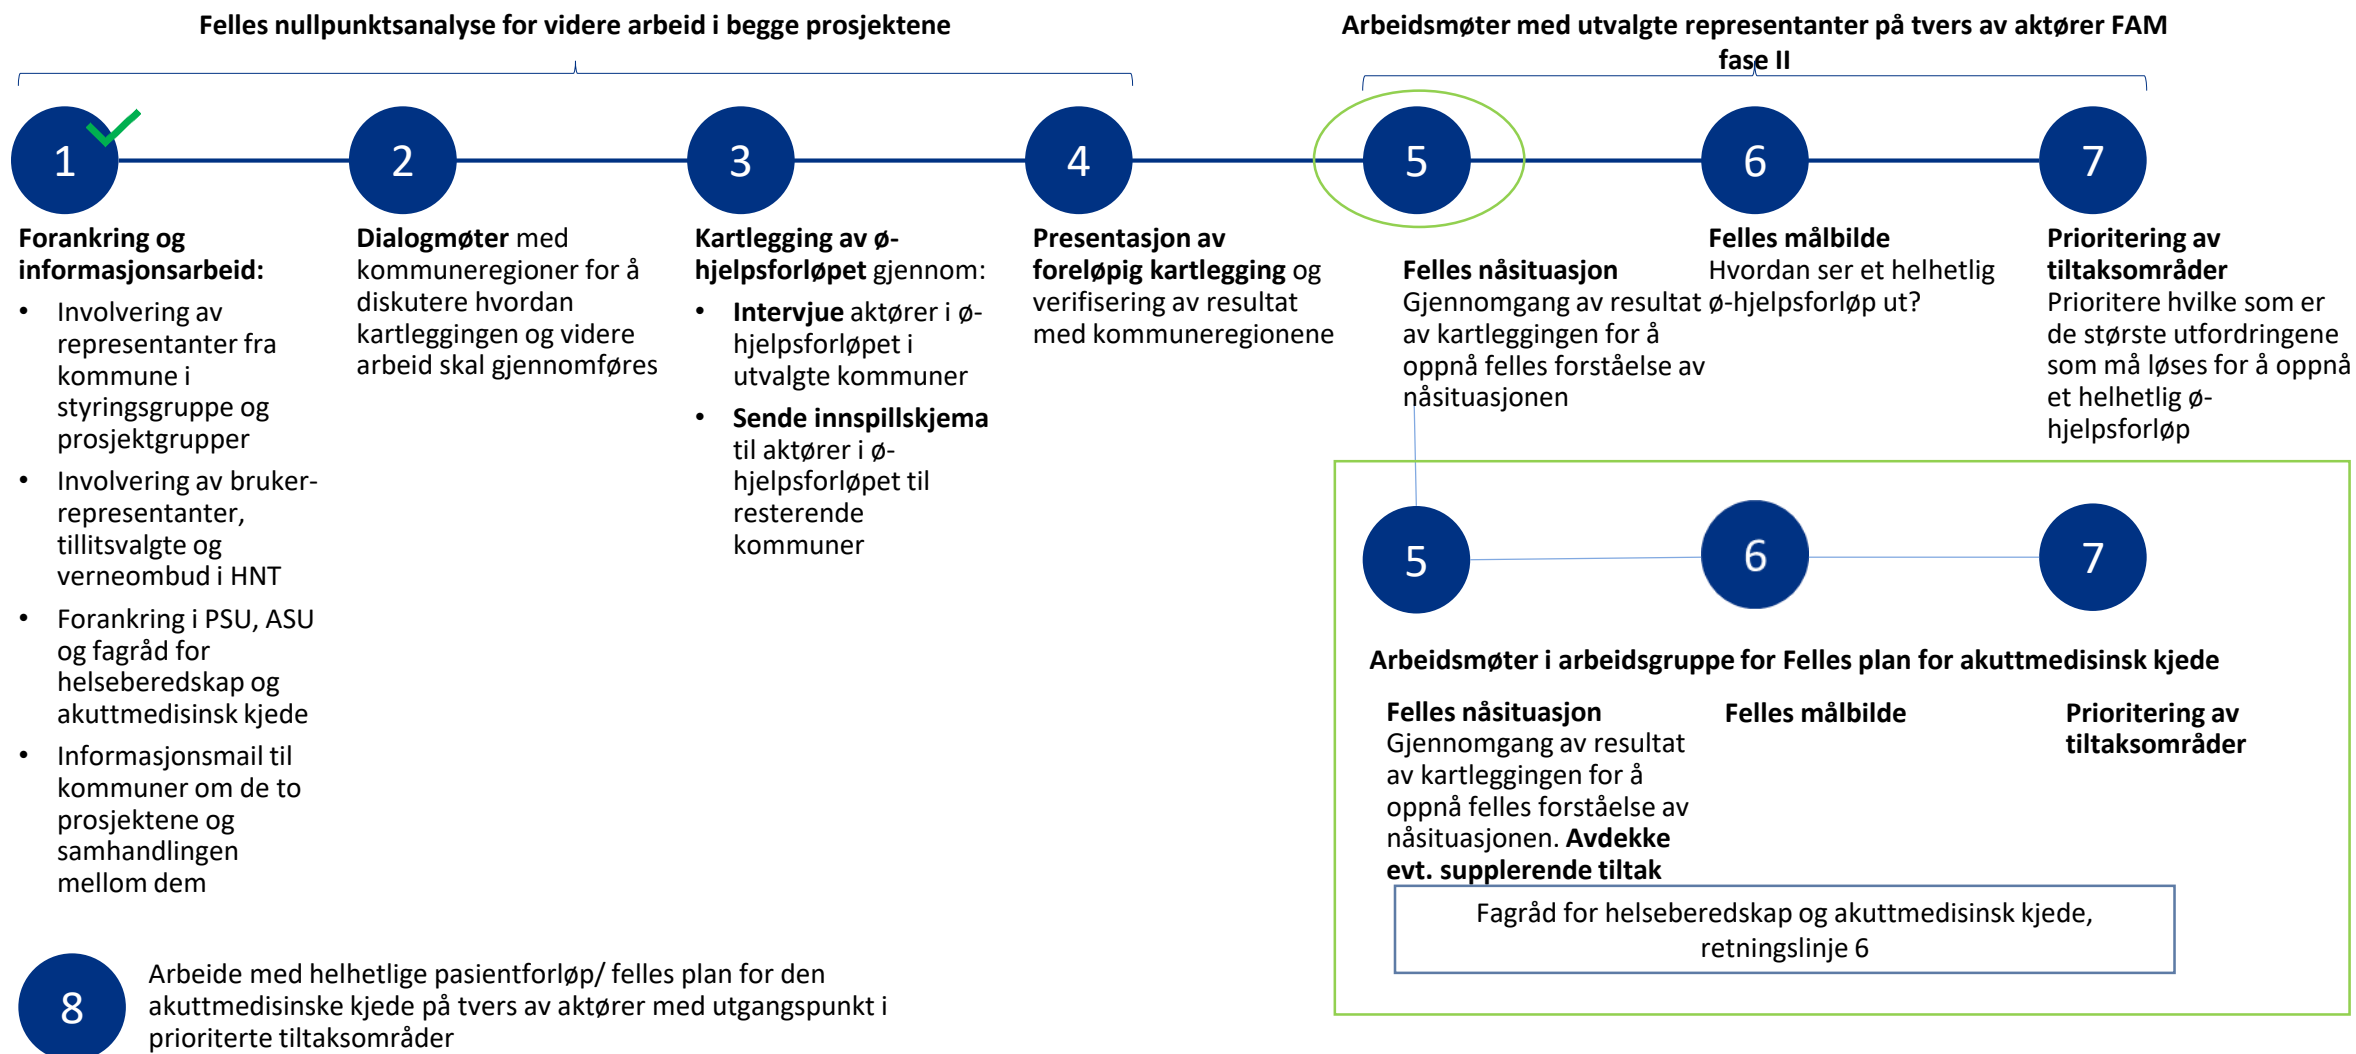 Felles nullpunktsanalyse for videre arbeid i begge prosjektene
Arbeidsmøter med utvalgte representanter på tvers av aktører FAM
fase II
1
2
3
4
5
6
7
Forankring og
informasjonsarbeid:
• Involvering av
representanter fra
kommune i
styringsgruppe og
prosjektgrupper
• Involvering av bruker-
representanter,
tillitsvalgte og
verneombud i HNT
• Forankring i PSU, ASU
og fagråd for
helseberedskap og
akuttmedisinsk kjede
• Informasjonsmail til
kommuner om de to
prosjektene og
samhandlingen
mellom dem
Dialogmøter med
kommuneregioner for å
diskutere hvordan
kartleggingen og videre
arbeid skal gjennomføres
Kartlegging av ø-
hjelpsforløpet gjennom:
• Intervjue aktører i ø-
hjelpsforløpet i
utvalgte kommuner
• Sende innspillskjema
til aktører i ø-
hjelpsforløpet til
resterende
kommuner
Presentasjon av
foreløpig kartlegging og
verifisering av resultat
med kommuneregionene
Felles nåsituasjon
Gjennomgang av resultat
av kartleggingen for å
oppnå felles forståelse av
nåsituasjonen
Felles målbilde
Hvordan ser et helhetlig
ø-hjelpsforløp ut?
Prioritering av
tiltaksområder
Prioritere hvilke som er
de største utfordringene
som må løses for å oppnå
et helhetlig ø-
hjelpsforløp
5
6
7
Arbeidsmøter i arbeidsgruppe for Felles plan for akuttmedisinsk kjede
Felles nåsituasjon
Gjennomgang av resultat
av kartleggingen for å
oppnå felles forståelse av
nåsituasjonen. Avdekke
evt. supplerende tiltak
Felles målbilde
Prioritering av
tiltaksområder
Fagråd for helseberedskap og akuttmedisinsk kjede,
retningslinje 6
8
Arbeide med helhetlige pasientforløp/ felles plan for den
akuttmedisinske kjede på tvers av aktører med utgangspunkt i
prioriterte tiltaksområder